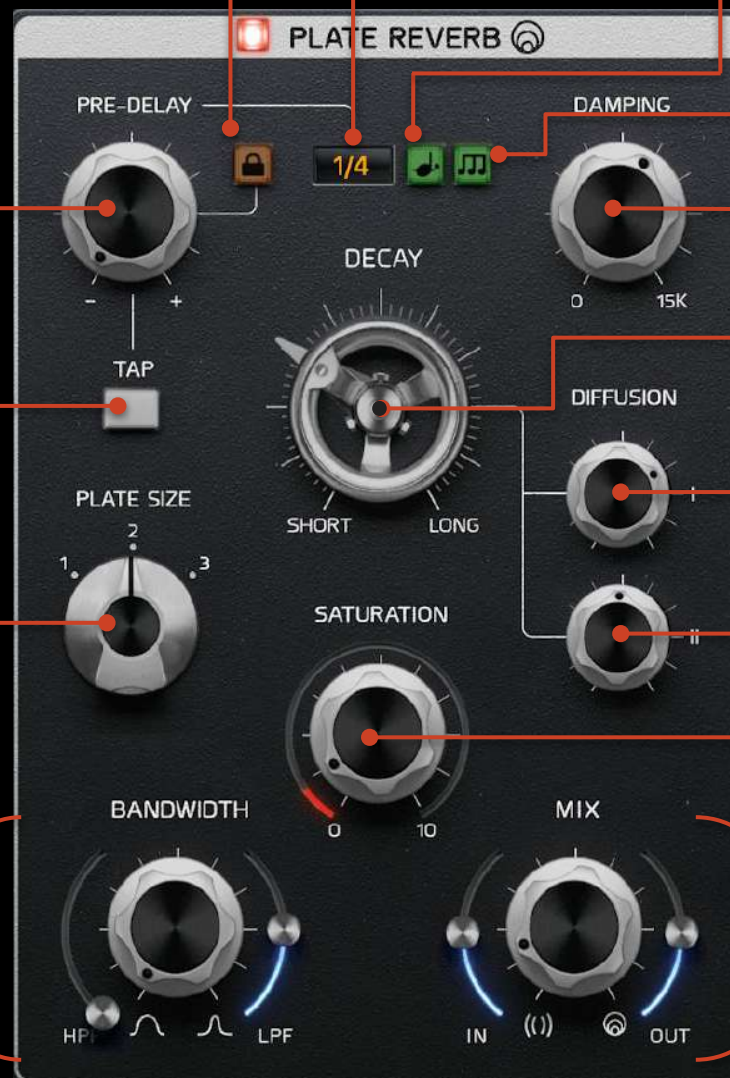 PLATE REVERB
PRE-DELAY
DAMPING
1/4
- +
0 15K
DECAY
TAP
DIFFUSION
I
PLATE SIZE
SHORT LONG
1 2 3
SATURATION
II
0 10
BANDWIDTH
MIX
HPF LPF
IN OUT